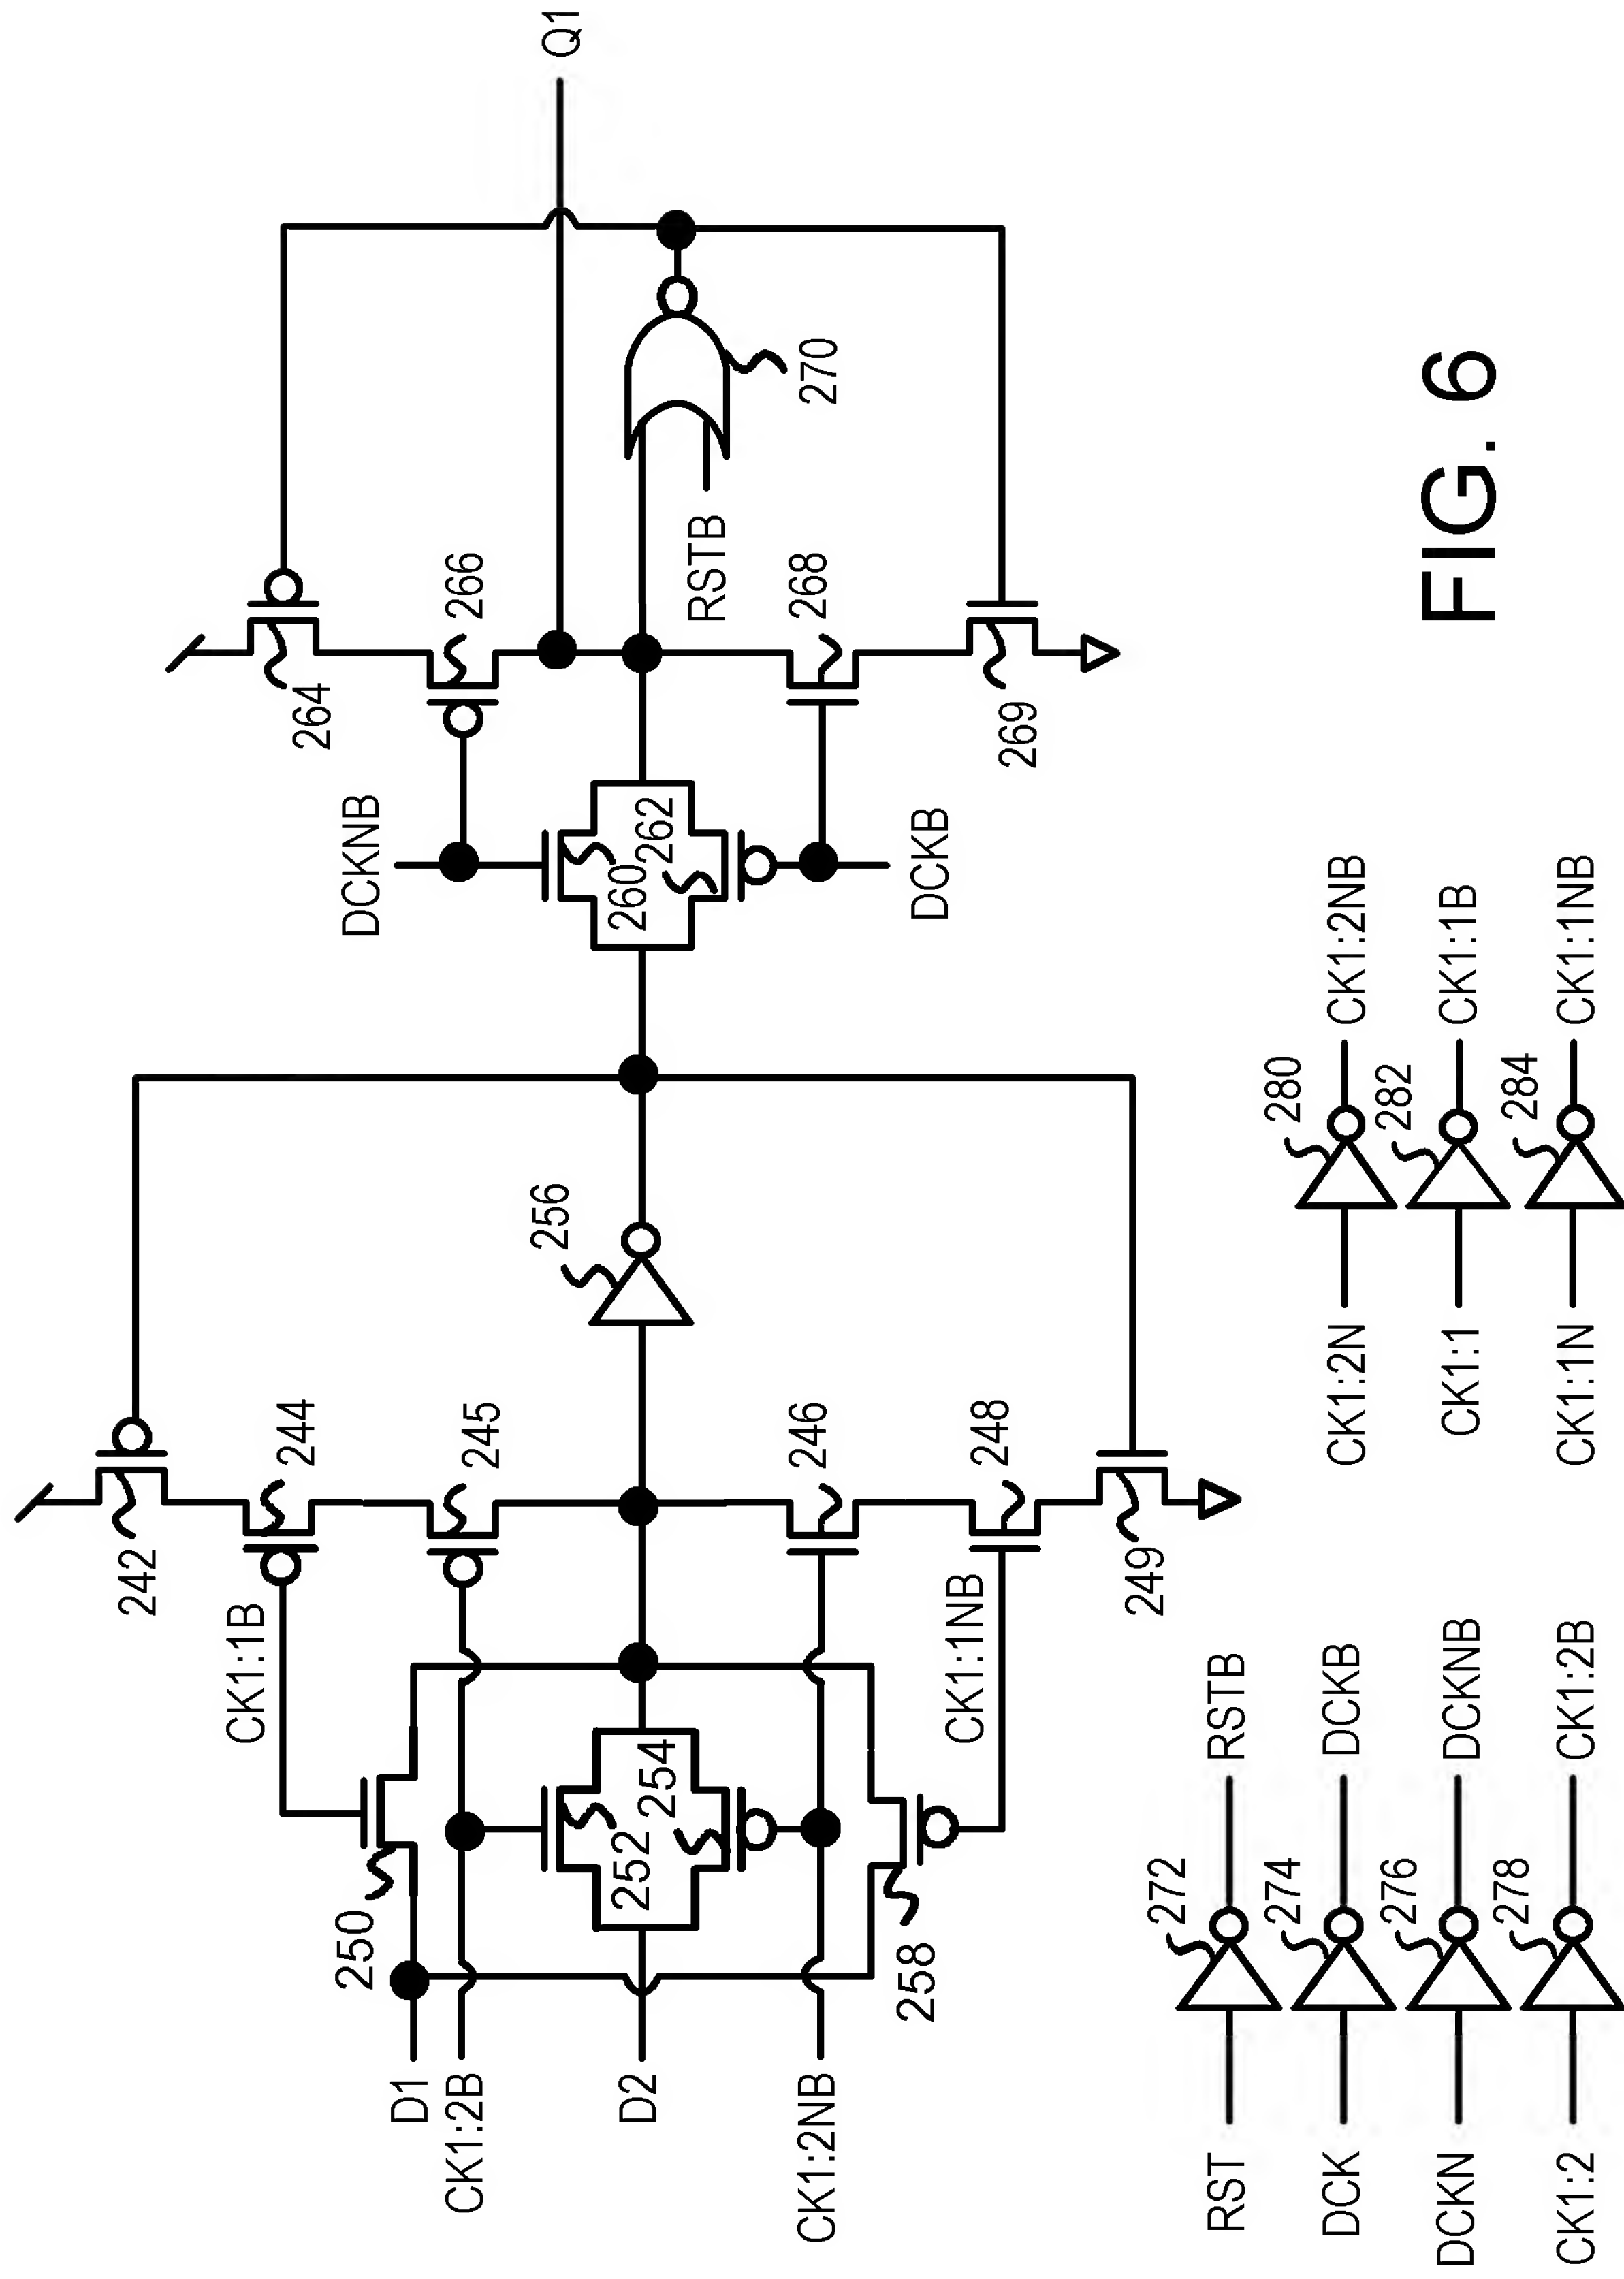 Q1
264
266
DCKNB
260
262
268
DCKB
269
RSTB
270
242
244
245
246
248
249
256
CK1:1B
250
252
254
258
CK1:1NB
D1
CK1:2B
D2
CK1:2NB
RST
272
RSTB
DCK
274
DCKB
DCKN
276
DCKNB
CK1:2
278
CK1:2B
CK1:2N
280
CK1:2NB
CK1:1
282
CK1:1B
CK1:1N
284
CK1:1NB
FIG. 6